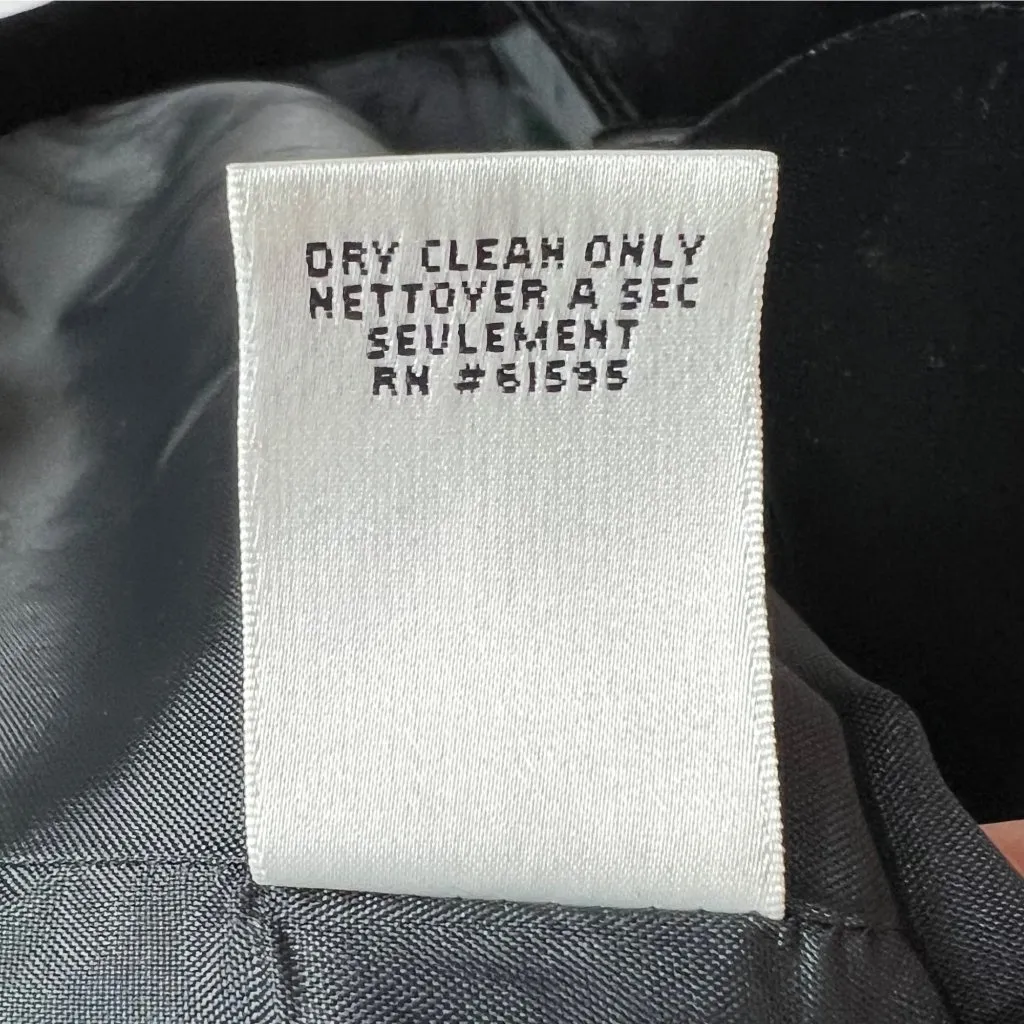 DRY CLEAN ONLY
NETTOYER A SEC
SEULEMENT
RN #61595